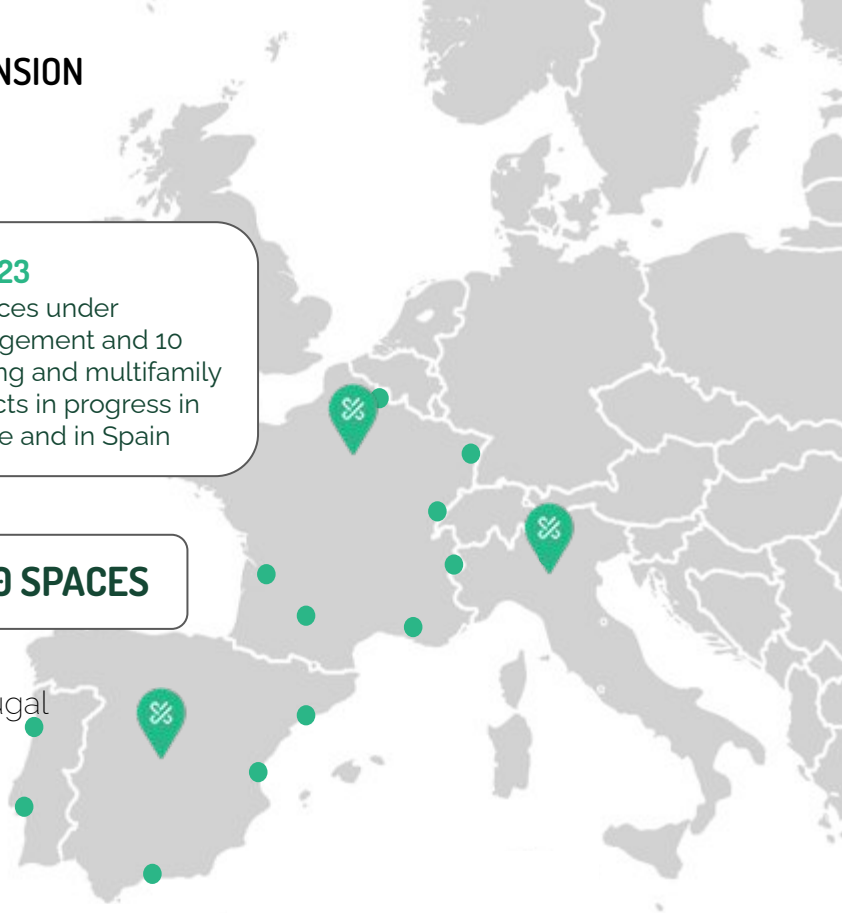 NSION
23
ces under
gement and 10
ng and multifamily
cts in progress in
e and in Spain
0 SPACES
ugal